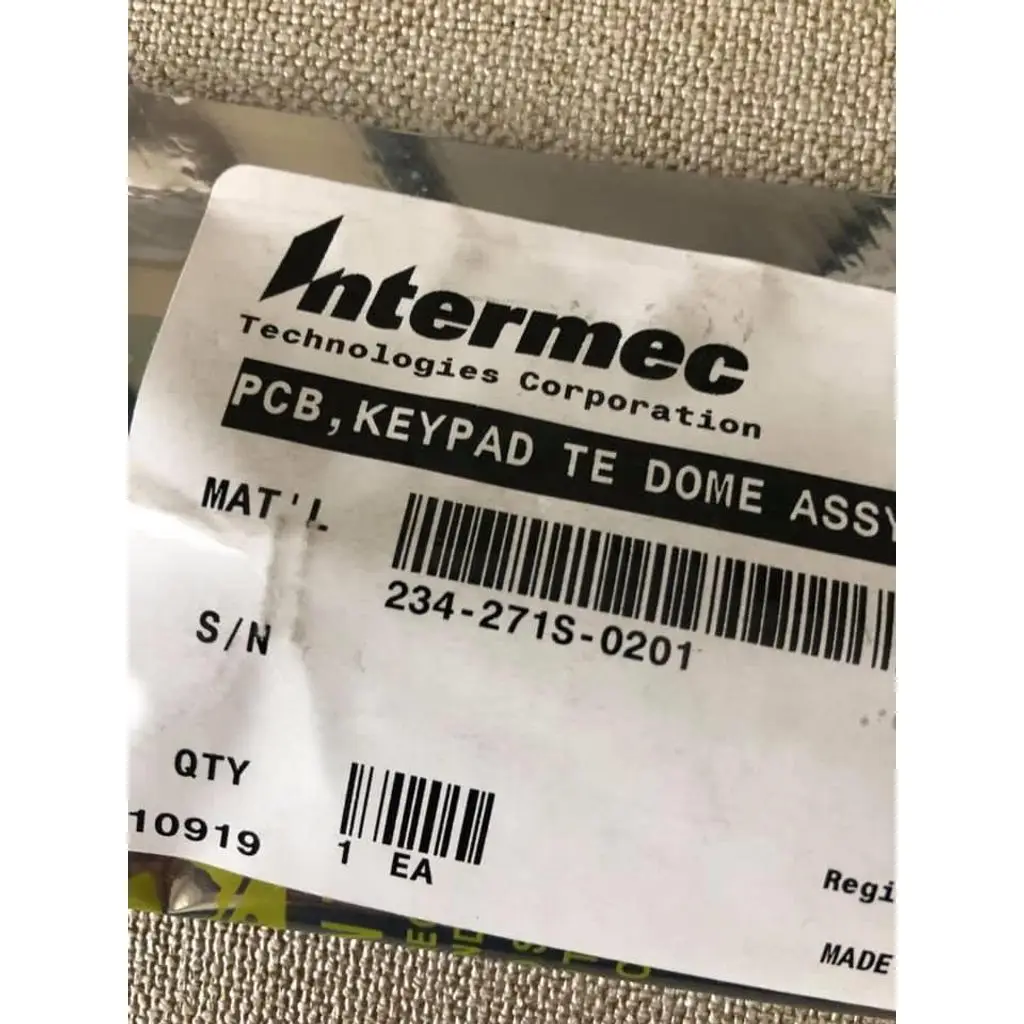 Intermec
Technologies Corporation
PCB,KEYPAD TE DOME ASSY
MAT'L
234-271S-0201
S/N
QTY
1 EA
10919
Regi
MADE